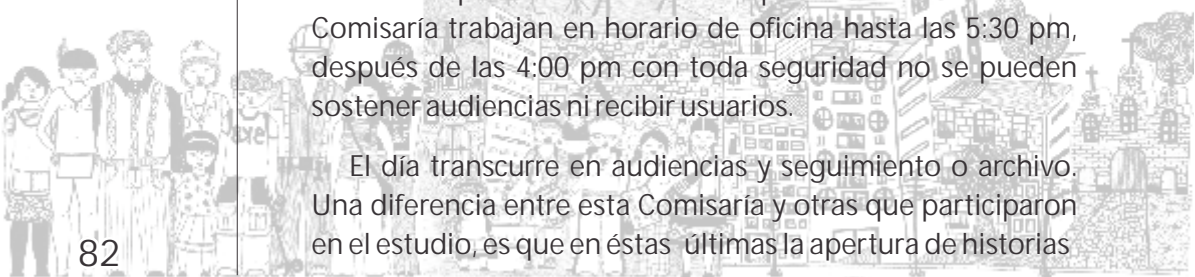 Comisaría trabajan en horario de oficina hasta las 5:30 pm,
después de las 4:00 pm con toda seguridad no se pueden
sostener audiencias ni recibir usuarios.
El día transcurre en audiencias y seguimiento o archivo.
Una diferencia entre esta Comisaría y otras que participaron
en el estudio, es que en éstas últimas la apertura de historias
82